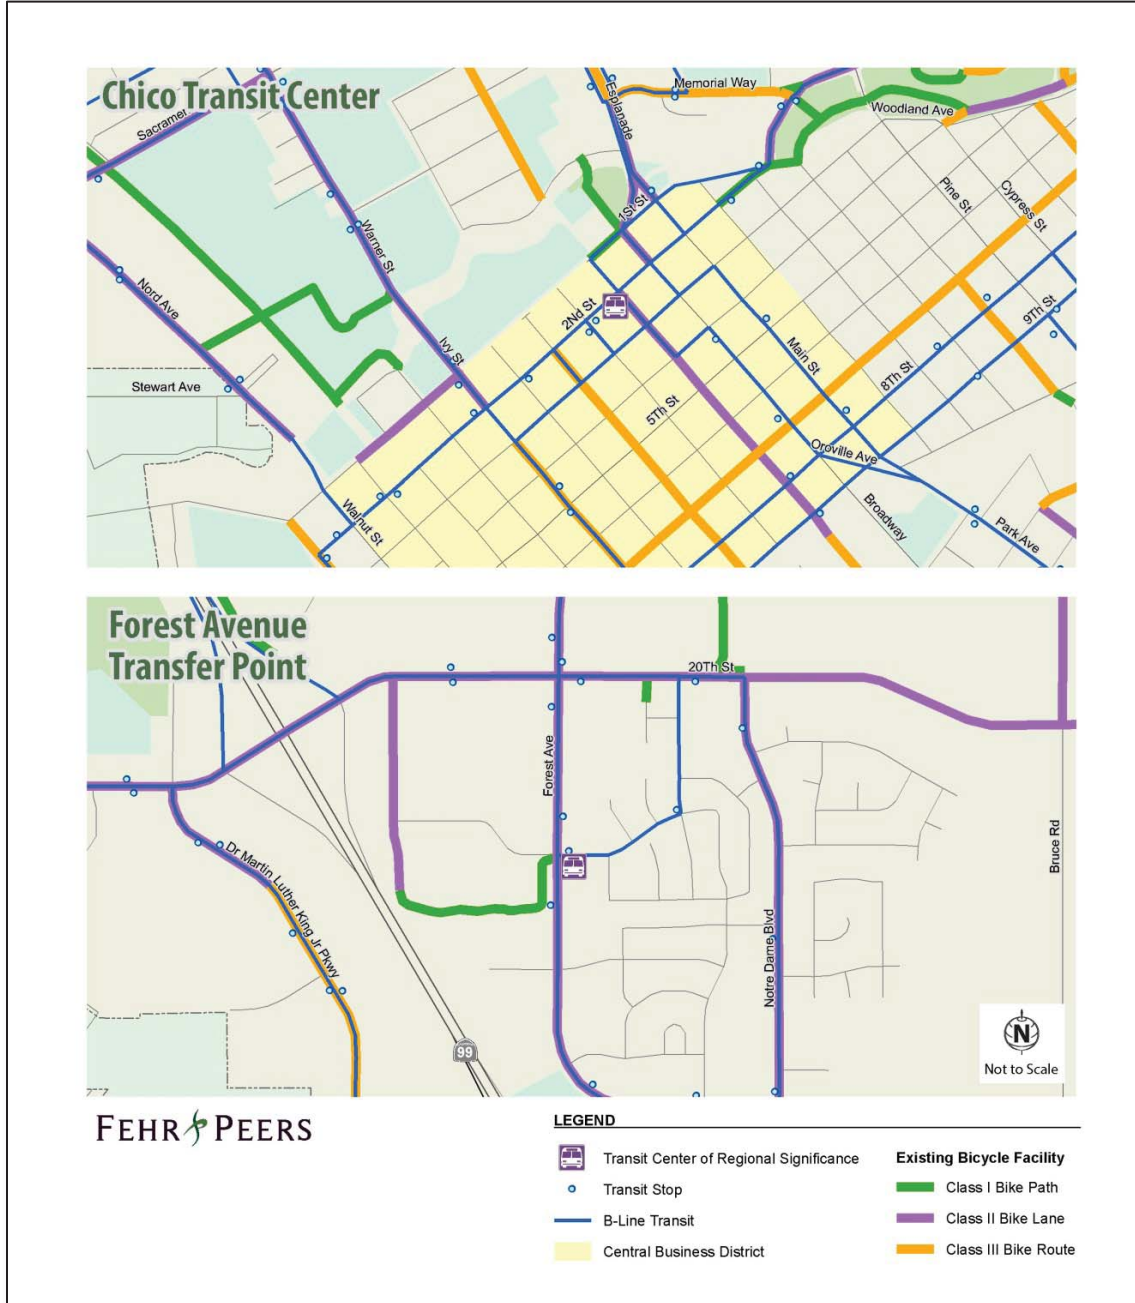 Chico Transit Center
Sacramer
Esplanade
Memorial Way
Woodland Ave
Pine St
Cypress St
1St St
Warner St
Nord Ave
2Nd St
9Th St
Ivy St
Main St
8Th St
Stewart Ave
5Th St
Oroville Ave
Walnut St
Broadway
Park Ave
Forest Avenue
Transfer Point
20Th St
Forest Ave
Bruce Rd
Dr Martin Luther King Jr Pkwy
Notre Dame Blvd
99
N
Not to Scale
FEHR PEERS
LEGEND
Transit Center of Regional Significance
Transit Stop
B-Line Transit
Central Business District
Existing Bicycle Facility
Class I Bike Path
Class II Bike Lane
Class III Bike Route